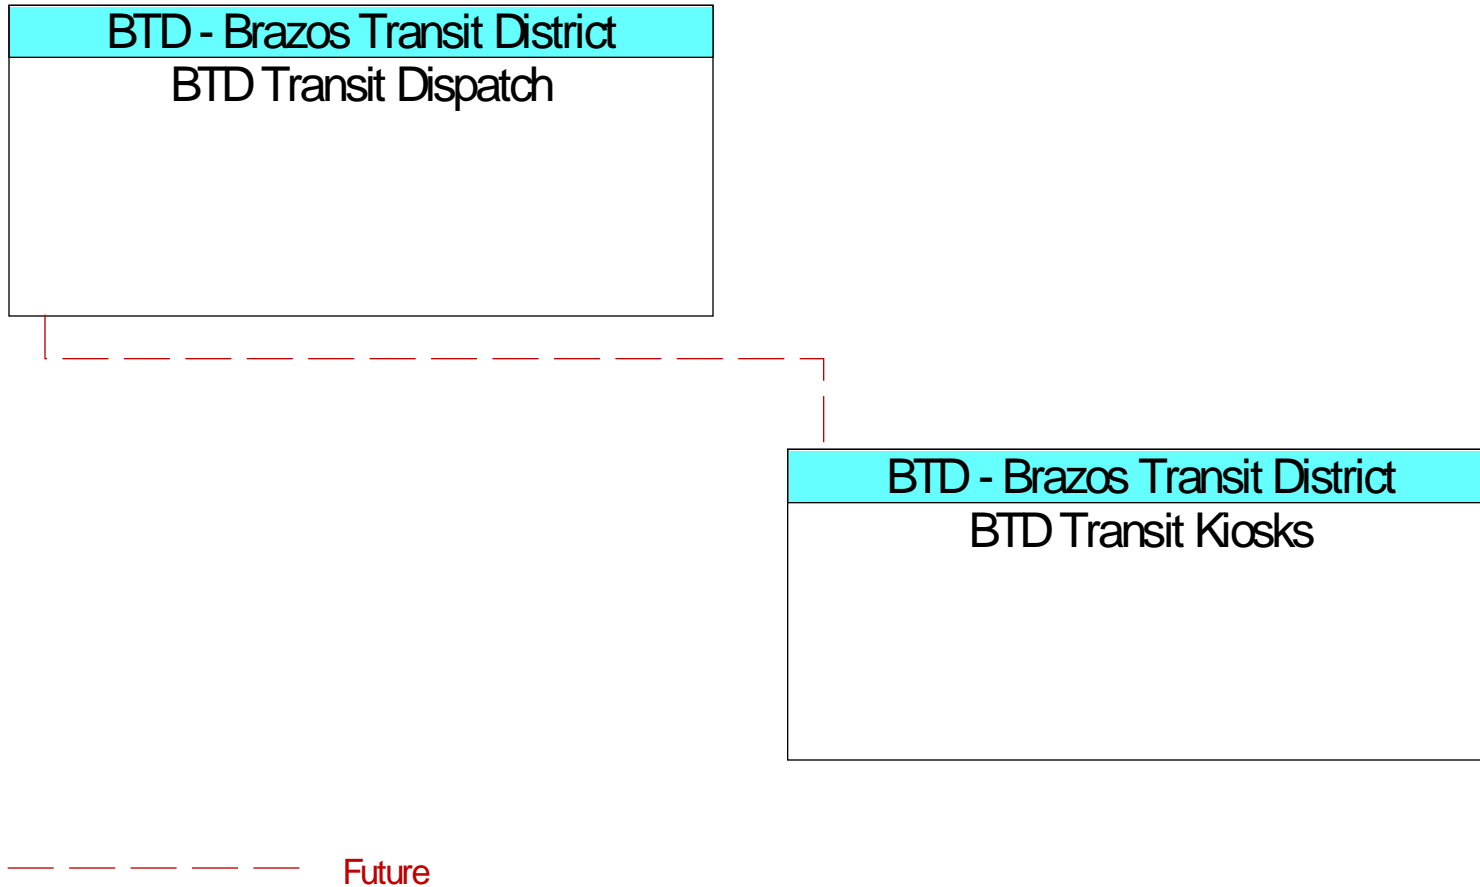 BTD - Brazos Transit District
BTD Transit Dispatch
BTD - Brazos Transit District
BTD Transit Kiosks
Future